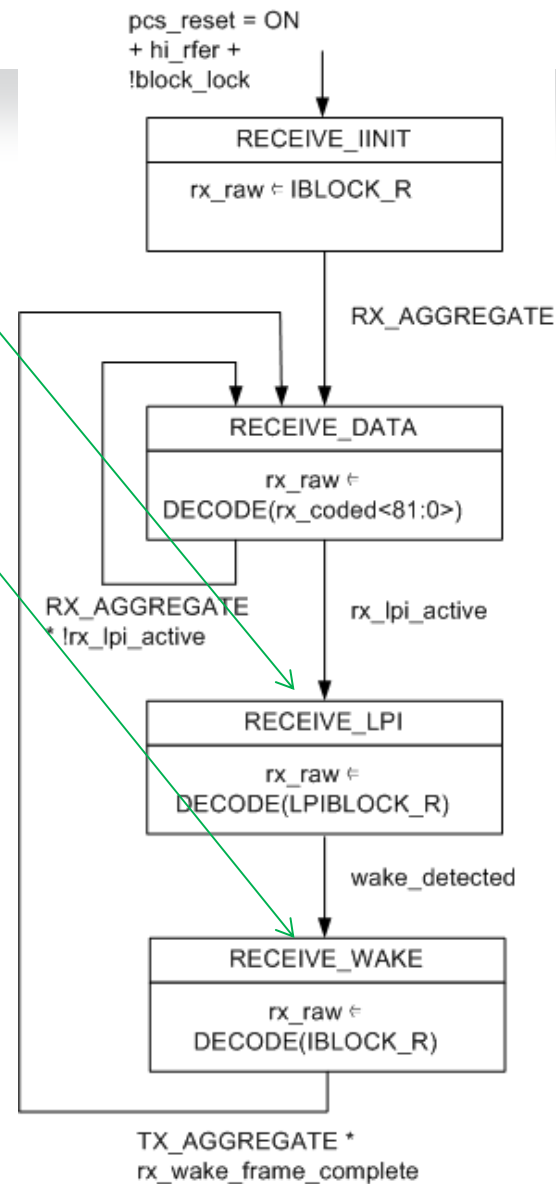 pcs_reset = ON
+ hi_rfer +
!block_lock
RECEIVE_IINIT
rx_raw ⇐ IBLOCK_R
RX_AGGREGATE
RECEIVE_DATA
rx_raw ⇐
DECODE(rx_coded<81:0>)
RX_AGGREGATE
* !rx_lpi_active
rx_lpi_active
RECEIVE_LPI
rx_raw ⇐
DECODE(LPIBLOCK_R)
wake_detected
RECEIVE_WAKE
rx_raw ⇐
DECODE(IBLOCK_R)
TX_AGGREGATE *
rx_wake_frame_complete